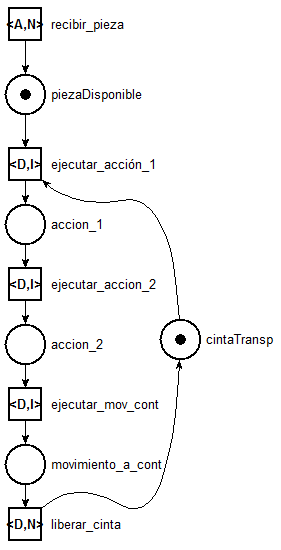 <A,N> recibir_pieza
piezaDisponible
<D,I> ejecutar_acción_1
accion_1
<D,I> ejecutar_accion_2
accion_2
cintaTransp
<D,I> ejecutar_mov_cont
movimiento_a_cont
<D,N> liberar_cinta